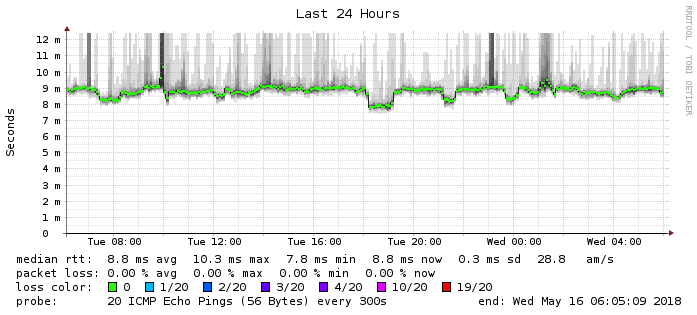 Last 24 Hours
RRDTOOL / TOBI OETIKER
Seconds
12 m
11 m
10 m
9 m
8 m
7 m
6 m
5 m
4 m
3 m
2 m
1 m
0
Tue 08:00 Tue 12:00 Tue 16:00 Tue 20:00 Wed 00:00 Wed 04:00
median rtt: 8.8 ms avg 10.3 ms max 7.8 ms min 8.8 ms now 0.3 ms sd 28.8 am/s
packet loss: 0.00 % avg 0.00 % max 0.00 % min 0.00 % now
loss color: 0 1/20 2/20 3/20 4/20 10/20 19/20
probe: 20 ICMP Echo Pings (56 Bytes) every 300s end: Wed May 16 06:05:09 2018